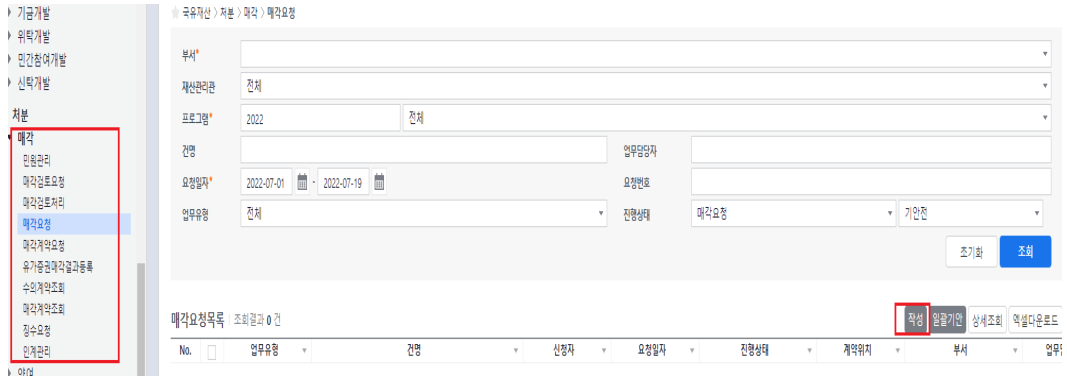 기금개발
위탁개발
민간참여개발
신탁개발
처분
매각
민원관리
매각검토요청
매각검토처리
매각요청
매각계약요청
유가증권매각결과등록
수의계약조회
매각계약조회
징수요청
인계관리
양여
국유재산 > 처분 > 매각 > 매각요청
부서*
재산관리관 전체
프로그램* 2022 전체
건명 업무담당자
요청일자* 2022-07-01 - 2022-07-19 요청번호
업무유형 전체 진행상태 매각요청 기안전
초기화 조회
매각요청목록 조회결과 0 건 작성 일괄기안 상세조회 엑셀다운로드
No. 업무유형 건명 신청자 요청일자 진행상태 계약위치 부서